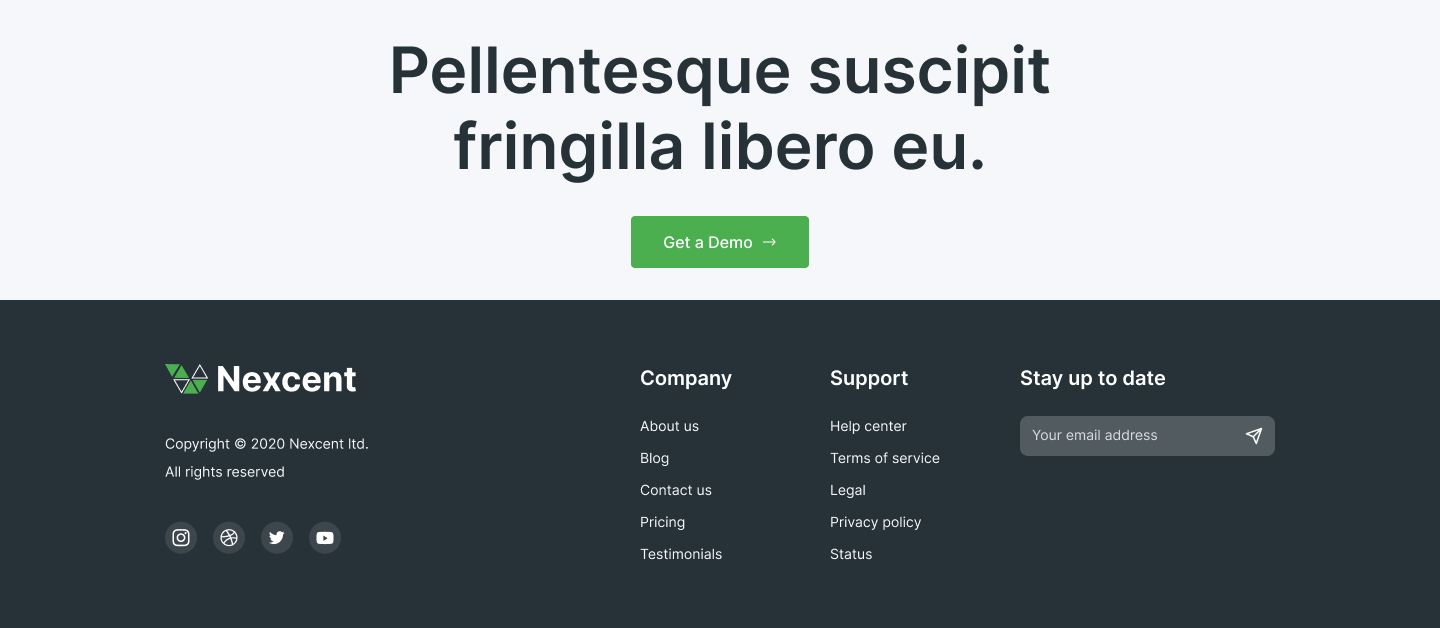 Pellentesque suscipit
fringilla libero eu.
Get a Demo →
Nexcent
Copyright © 2020 Nexcent ltd.
All rights reserved
Company
About us
Blog
Contact us
Pricing
Testimonials
Support
Help center
Terms of service
Legal
Privacy policy
Status
Stay up to date
Your email address